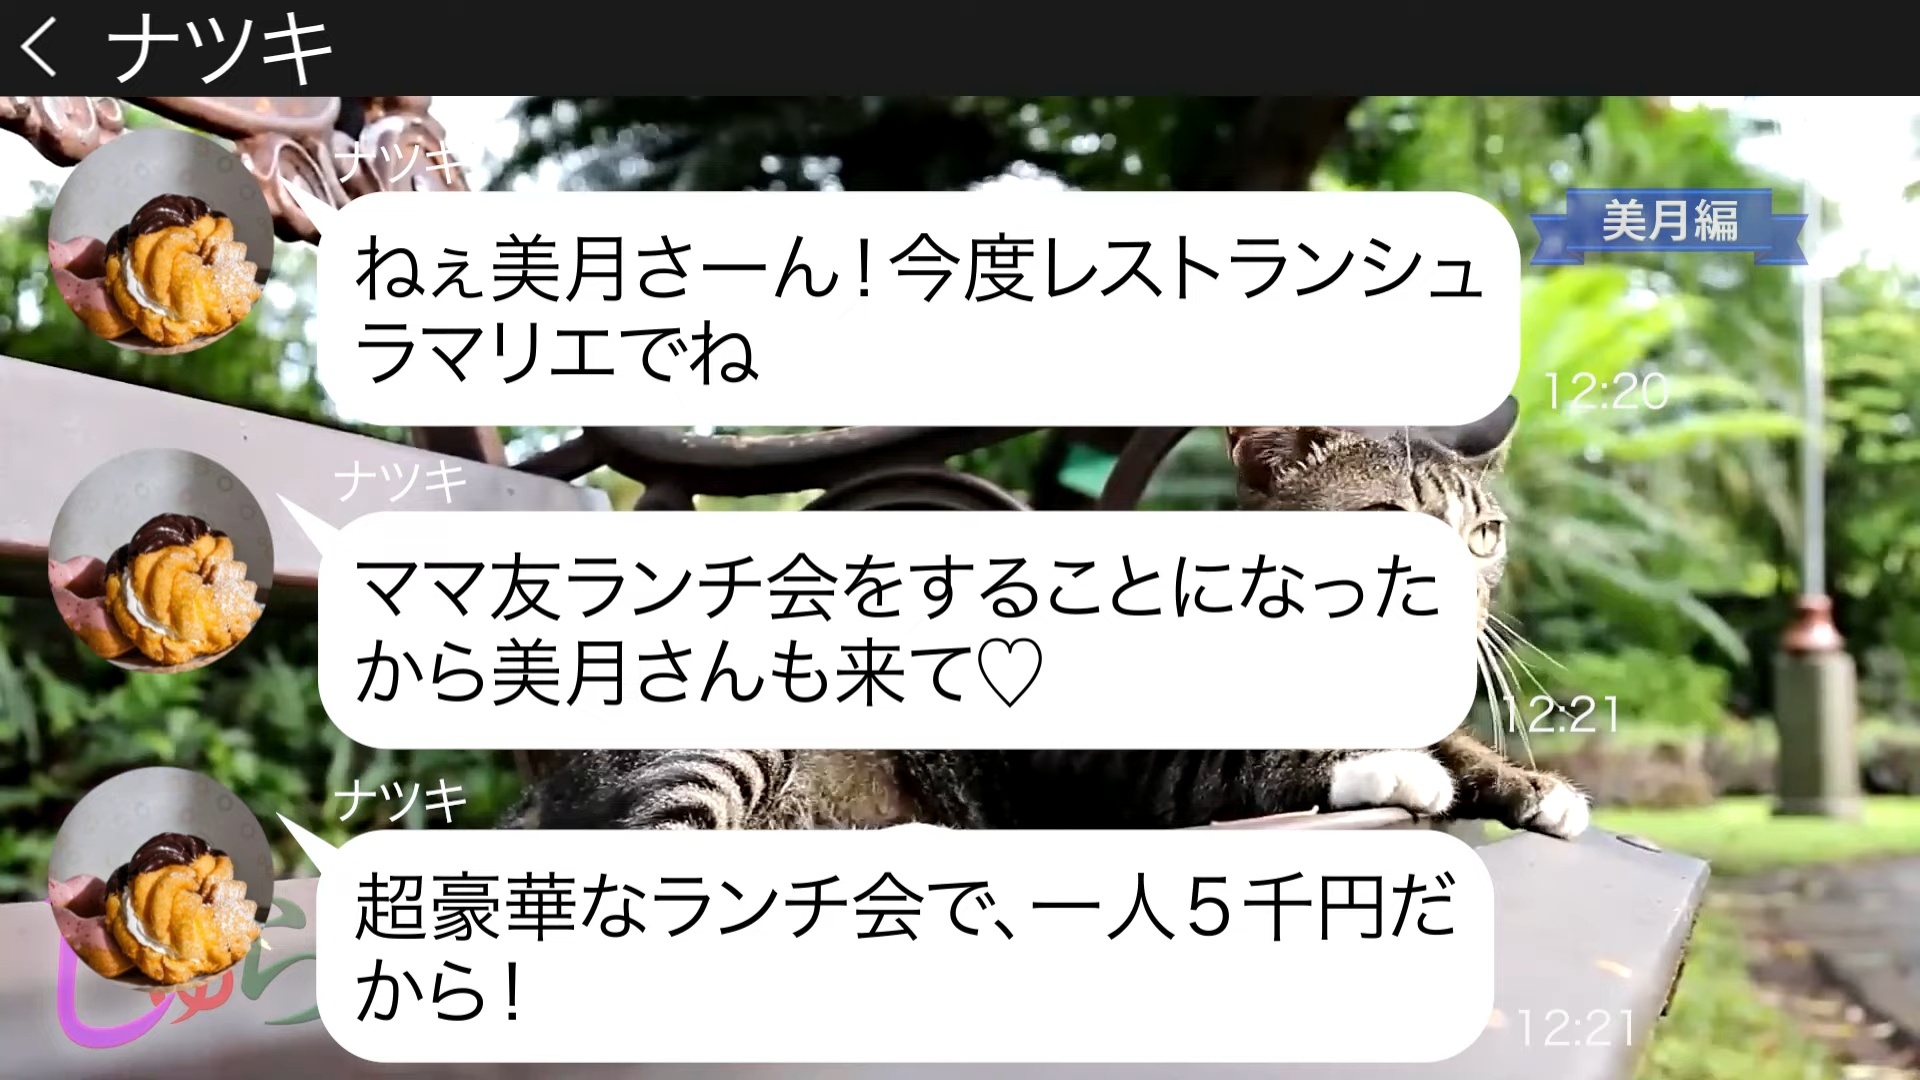 ナツキ
ナツキ
美月編
ねぇ美月さーん!今度レストランシュ
ラマリエでね
12:20
ナツキ
ママ友ランチ会をすることになった
から美月さんも来て♡
12:21
ナツキ
超豪華なランチ会で、一人5千円だ
から!
12:21
しゅら